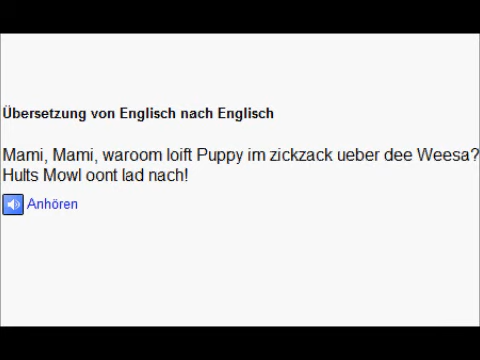 Übersetzung von Englisch nach Englisch
Mami, Mami, waroom loift Puppy im zickzack ueber dee Weesa?
Hults Mowl oont lad nach!
Anhören